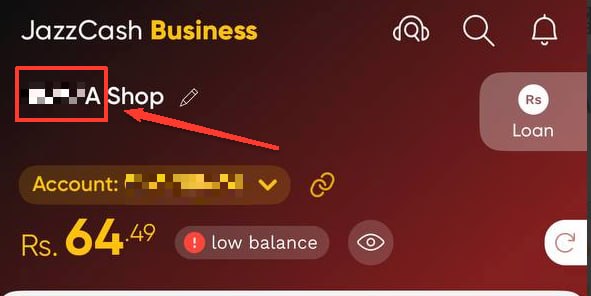 JazzCash Business
A Shop
Rs
Loan
Account:
Rs. 64.49
! low balance